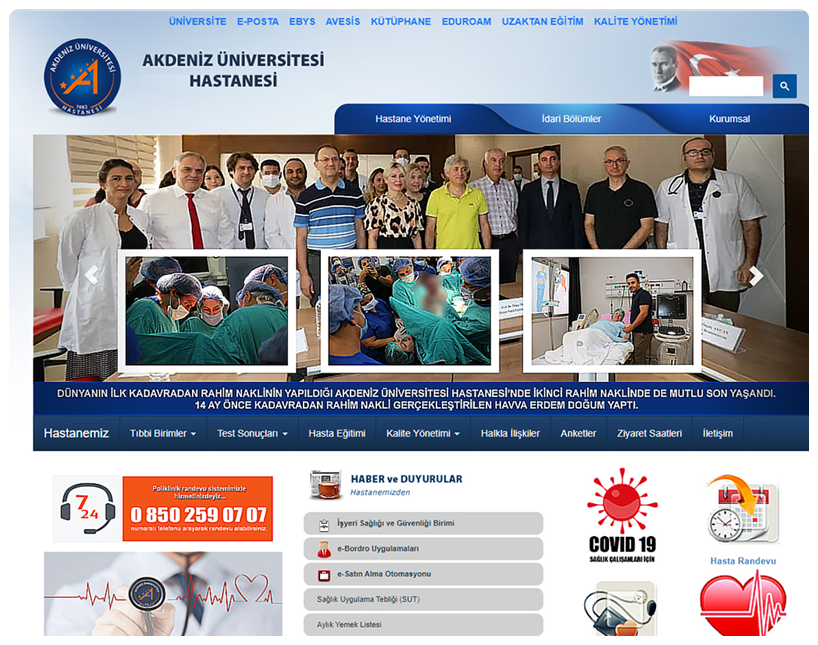 ÜNİVERSİTE E-POSTA EBYS AVESİS KÜTÜPHANE EDUROAM UZAKTAN EĞİTİM KALİTE YÖNETİMİ
AKDENİZ ÜNİVERSİTESİ
HASTANESİ
AKDENİZ ÜNİVERSİTESİ
1982
HASTANESİ
Hastane Yönetimi İdari Bölümler Kurumsal
DÜNYANIN İLK KADAVRADAN RAHİM NAKLİNİN YAPILDIĞI AKDENİZ ÜNİVERSİTESİ HASTANESİ'NDE İKİNCİ RAHİM NAKLİNDE DE MUTLU SON YAŞANDI.
14 AY ÖNCE KADAVRADAN RAHİM NAKLİ GERÇEKLEŞTİRİLEN HAVVA ERDEM DOĞUM YAPTI.
Hastanemiz Tıbbi Birimler Test Sonuçları Hasta Eğitimi Kalite Yönetimi Halkla İlişkiler Anketler Ziyaret Saatleri İletişim
7
24
Poliklinik randevu sistemimizle
hizmetinizdeyiz...
0 850 259 07 07
numaralı telefonu arayarak randevu alabilirsiniz.
HABER ve DUYURULAR
Hastanemizden
İşyeri Sağlığı ve Güvenliği Birimi
e-Bordro Uygulamaları
e-Satın Alma Otomasyonu
Sağlık Uygulama Tebliği (SUT)
Aylık Yemek Listesi
COVID 19
SAĞLIK ÇALIŞANLARI İÇİN
Hasta Randevu